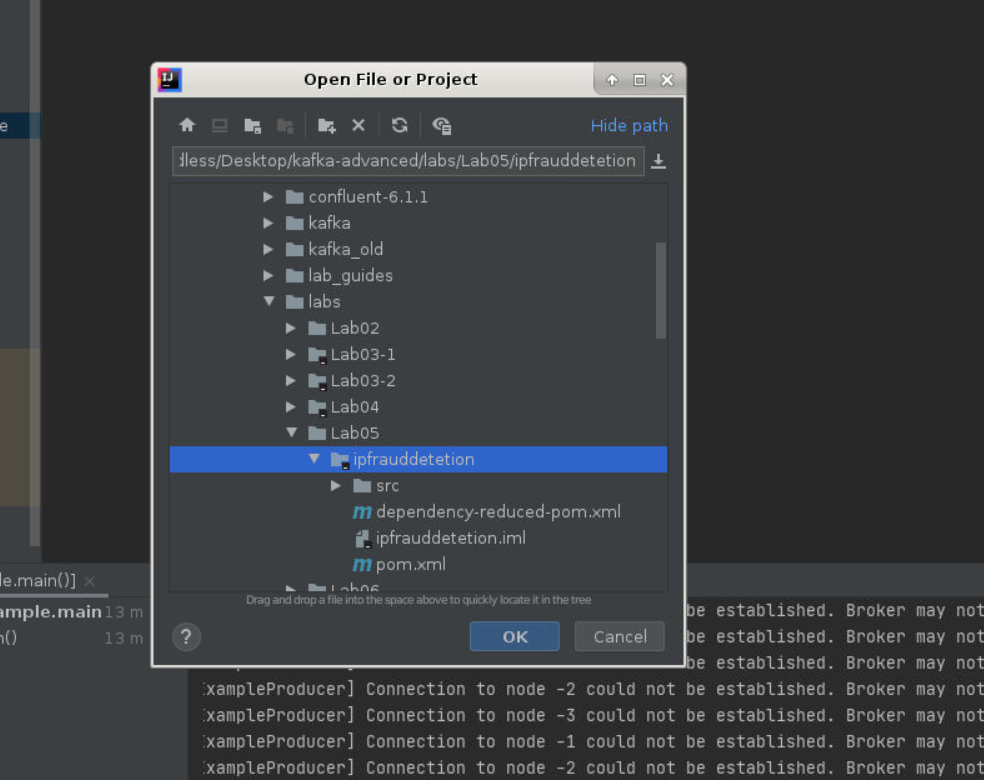 Open File or Project
Hide path
dless/Desktop/kafka-advanced/labs/Lab05/ipfrauddetetion
confluent-6.1.1
kafka
kafka_old
lab_guides
labs
Lab02
Lab03-1
Lab03-2
Lab04
Lab05
ipfrauddetetion
src
dependency-reduced-pom.xml
ipfrauddetetion.iml
pom.xml
Lab06
Drag and drop a file into the space above to quickly locate it in the tree
? OK Cancel
e
le.main()] ×
ample.main 13 m
n() 13 m
be established. Broker may not
be established. Broker may not
be established. Broker may not
xampleProducer] Connection to node -2 could not be established. Broker may not
xampleProducer] Connection to node -3 could not be established. Broker may not
xampleProducer] Connection to node -1 could not be established. Broker may not
xampleProducer] Connection to node -2 could not be established. Broker may not